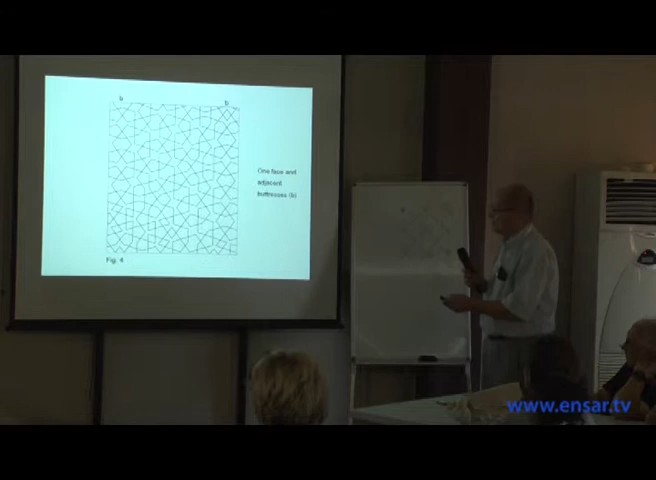 b
b
One face and
adjacent
buttresses (b)
Fig. 4
www.ensar.tv